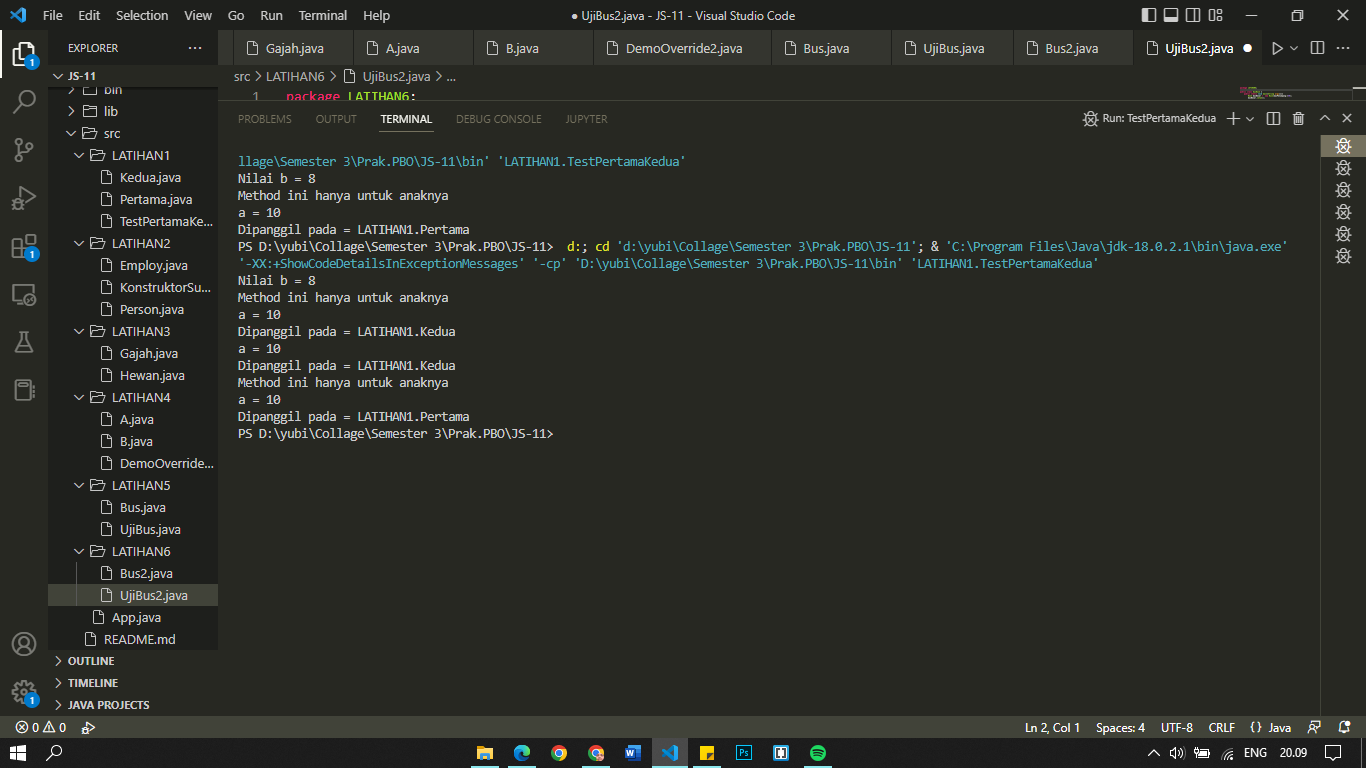 File Edit Selection View Go Run Terminal Help
● UjiBus2.java - JS-11 - Visual Studio Code
EXPLORER ...
Gajah.java A.java B.java DemoOverride2.java Bus.java UjiBus.java Bus2.java UjiBus2.java ●
JS-11
src > LATIHAN6 > UjiBus2.java > ...
1 package LATIHAN6;
bin
lib
src
LATIHAN1
Kedua.java
Pertama.java
TestPertamaKe...
LATIHAN2
Employ.java
KonstruktorSu...
Person.java
LATIHAN3
Gajah.java
Hewan.java
LATIHAN4
A.java
B.java
DemoOverride...
LATIHAN5
Bus.java
UjiBus.java
LATIHAN6
Bus2.java
UjiBus2.java
App.java
README.md
OUTLINE
TIMELINE
JAVA PROJECTS
1
1
1
PROBLEMS OUTPUT TERMINAL DEBUG CONSOLE JUPYTER
Run: TestPertamaKedua
llage\Semester 3\Prak.PBO\JS-11\bin' 'LATIHAN1.TestPertamaKedua'
Nilai b = 8
Method ini hanya untuk anaknya
a = 10
Dipanggil pada = LATIHAN1.Pertama
PS D:\yubi\Collage\Semester 3\Prak.PBO\JS-11> d:; cd 'd:\yubi\Collage\Semester 3\Prak.PBO\JS-11'; & 'C:\Program Files\Java\jdk-18.0.2.1\bin\java.exe'
'-XX:+ShowCodeDetailsInExceptionMessages' '-cp' 'D:\yubi\Collage\Semester 3\Prak.PBO\JS-11\bin' 'LATIHAN1.TestPertamaKedua'
Nilai b = 8
Method ini hanya untuk anaknya
a = 10
Dipanggil pada = LATIHAN1.Kedua
a = 10
Dipanggil pada = LATIHAN1.Kedua
Method ini hanya untuk anaknya
a = 10
Dipanggil pada = LATIHAN1.Pertama
PS D:\yubi\Collage\Semester 3\Prak.PBO\JS-11>
0 0
Ln 2, Col 1 Spaces: 4 UTF-8 CRLF {} Java
ENG 20.09